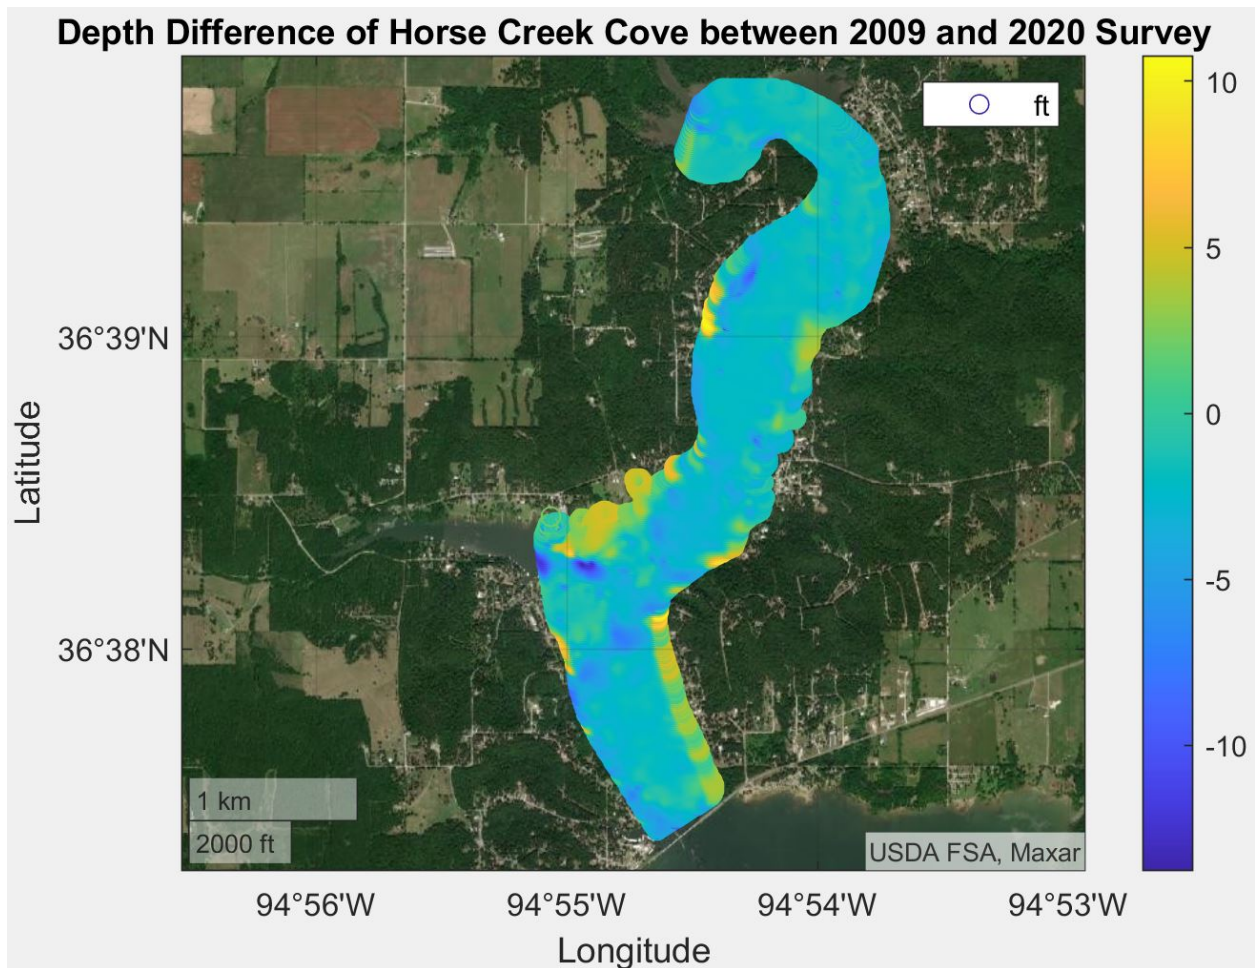 Depth Difference of Horse Creek Cove between 2009 and 2020 Survey
ft
10
5
0
-5
-10
Latitude
36°39'N
36°38'N
1 km
2000 ft
USDA FSA, Maxar
94°56'W
94°55'W
94°54'W
94°53'W
Longitude